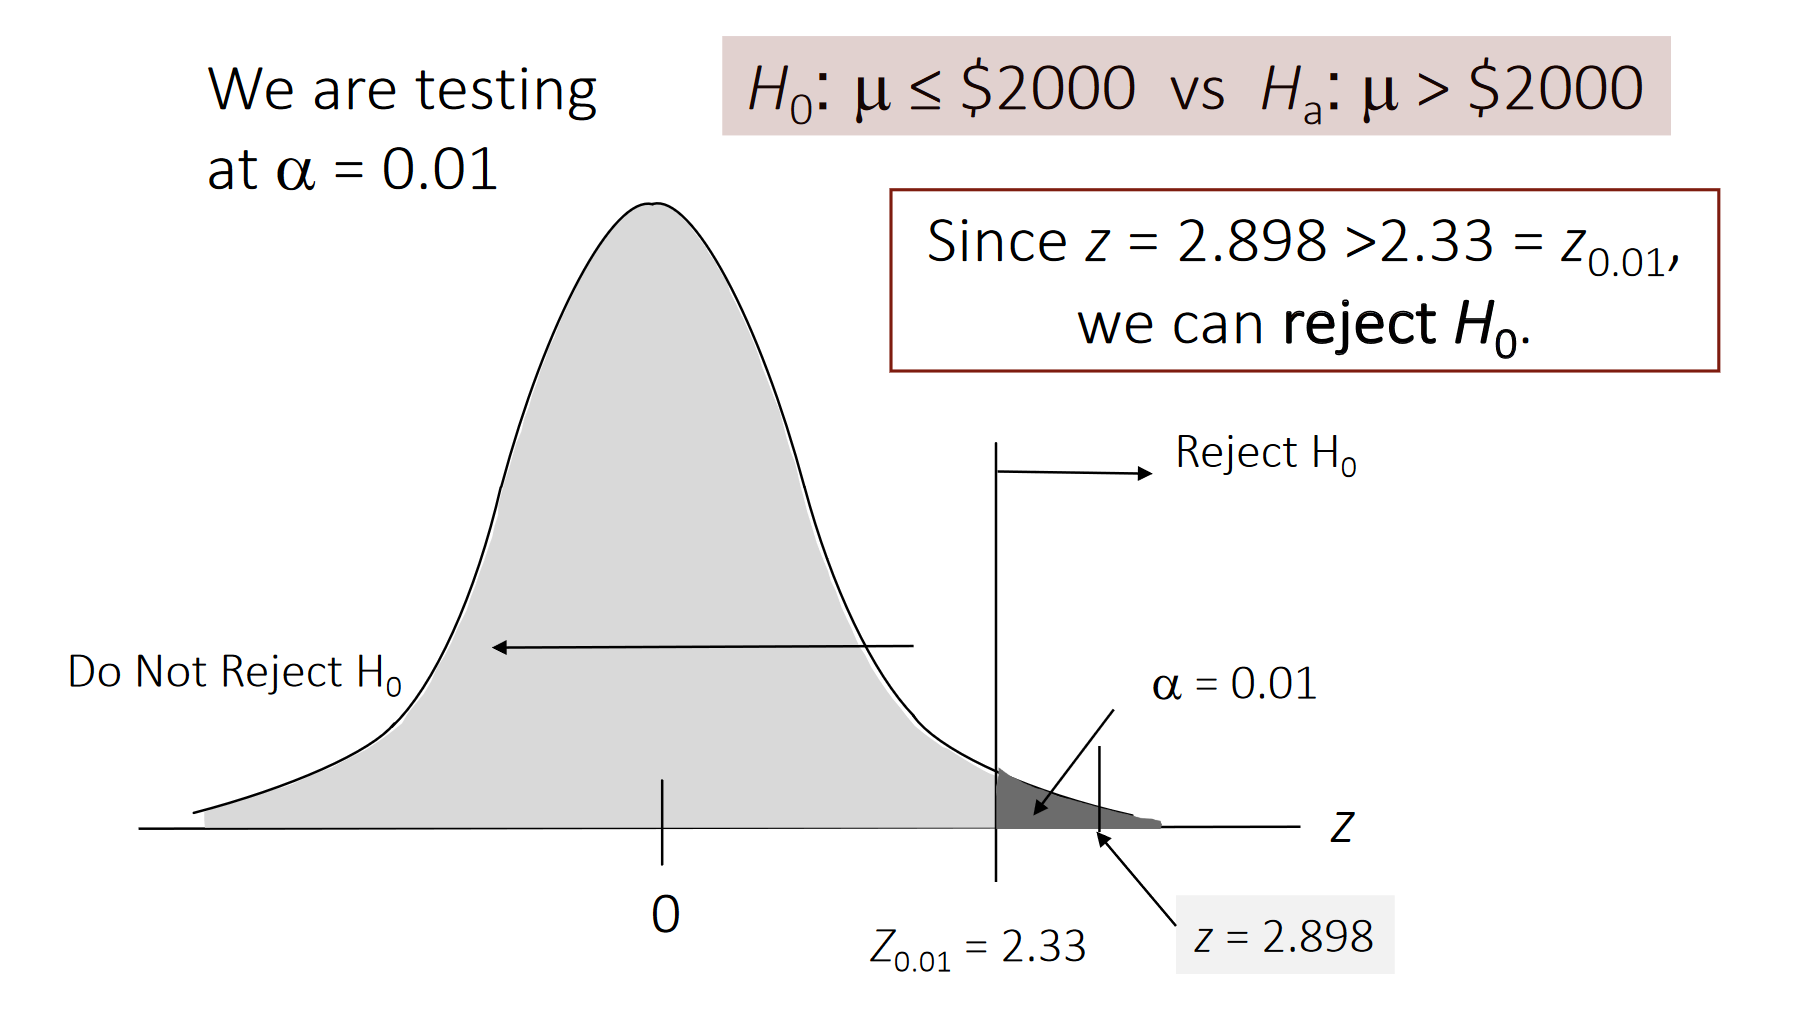 We are testing
at α = 0.01
H₀: μ ≤ $2000 vs Hₐ: μ > $2000
Since z = 2.898 >2.33 = z₀.₀₁,
we can reject H₀.
Reject H₀
Do Not Reject H₀
α = 0.01
z
0
Z₀.₀₁ = 2.33
z = 2.898